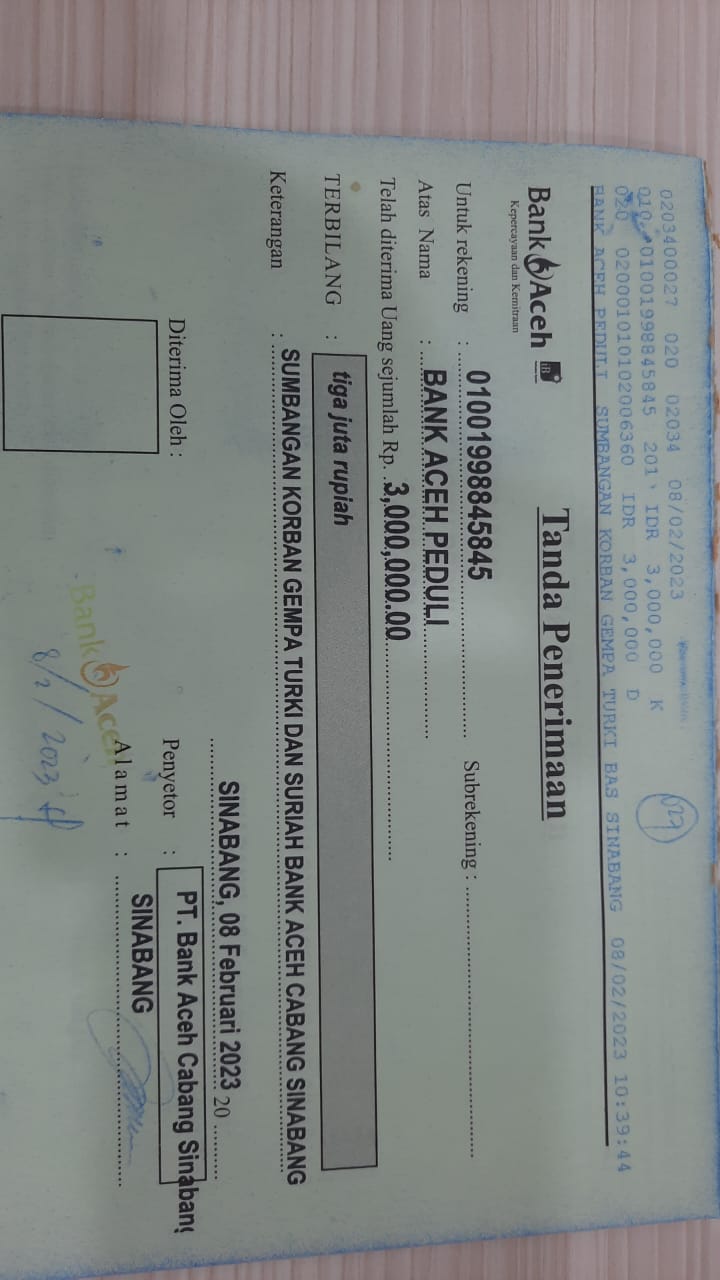 0203400027 020 02034 08/02/2023
010 01001998845845 201 IDR 3,000,000 K
020 02000101102006360 IDR 3,000,000 D
BANK ACEH PEDULI SUMBANGAN KORBAN GEMPA TURKI BAS SINABANG 08/02/2023 10:39:44
Bank Aceh
Kepercayaan dan Kemitraan
Tanda Penerimaan
Untuk rekening : 01001998845845 Subrekening :
Atas Nama : BANK ACEH PEDULI
Telah diterima Uang sejumlah Rp. 3,000,000.00
TERBILANG : tiga juta rupiah
Keterangan : SUMBANGAN KORBAN GEMPA TURKI DAN SURIAH BANK ACEH CABANG SINABANG
SINABANG, 08 Februari 2023 20
Diterima Oleh :
Penyetor : PT. Bank Aceh Cabang Sinabang
Alamat : SINABANG
Bank Aceh
8/2/2023